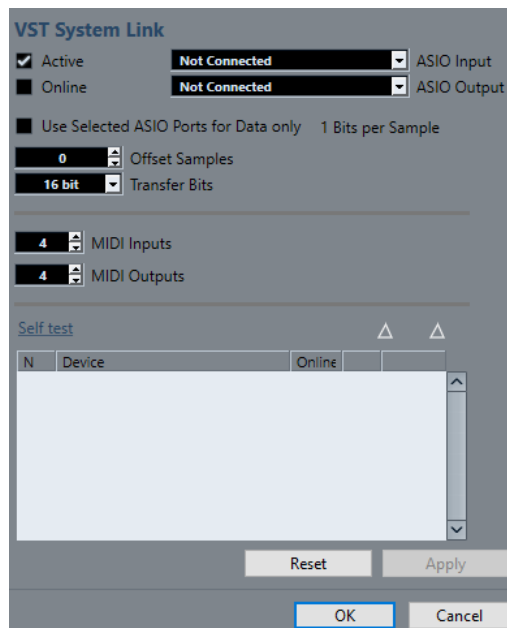 VST System Link
Active Not Connected ASIO Input
Online Not Connected ASIO Output
Use Selected ASIO Ports for Data only 1 Bits per Sample
0 Offset Samples
16 bit Transfer Bits
4 MIDI Inputs
4 MIDI Outputs
Self test
N Device Online
Reset Apply
OK Cancel